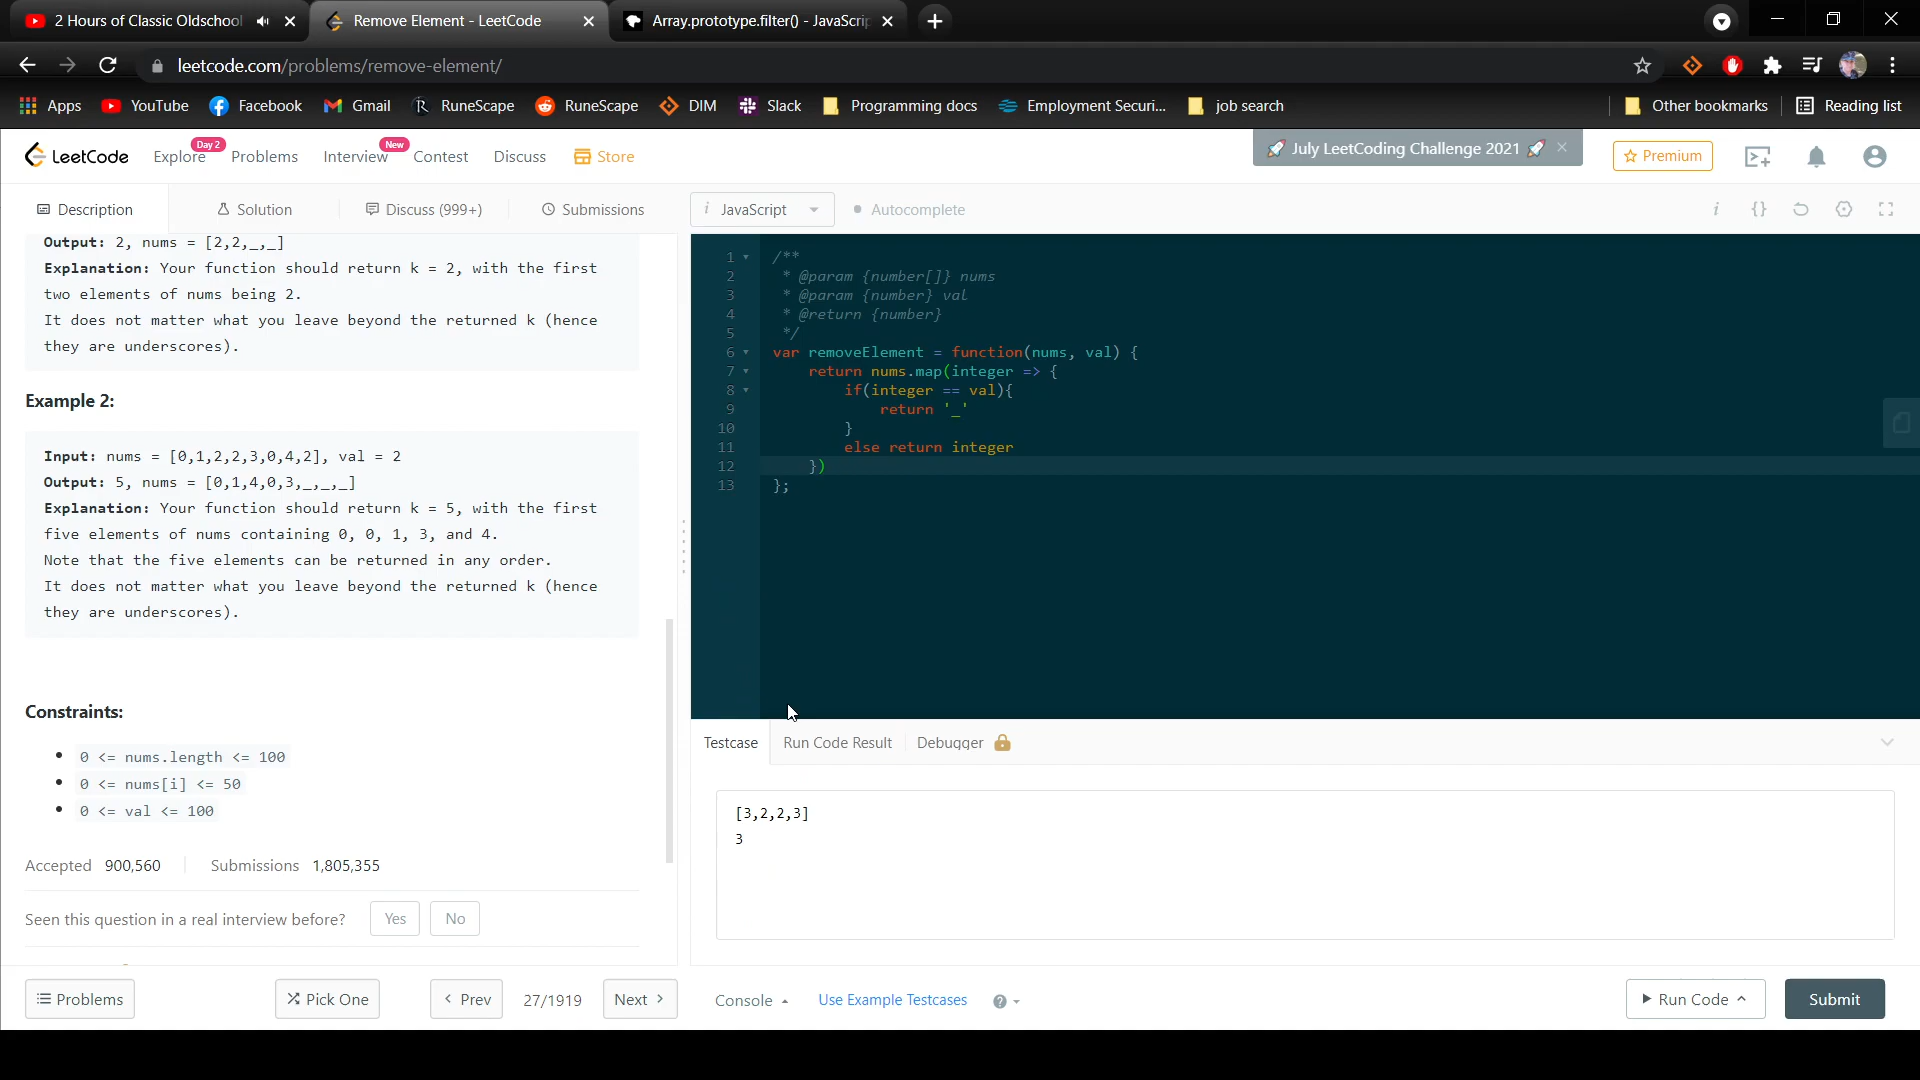 2 Hours of Classic Oldschool
Remove Element - LeetCode
Array.prototype.filter() - JavaScrip
leetcode.com/problems/remove-element/
Apps YouTube Facebook Gmail RuneScape RuneScape DIM Slack Programming docs Employment Securi... job search Other bookmarks Reading list
LeetCode Explore Day 2 Problems Interview New Contest Discuss Store July LeetCoding Challenge 2021 Premium
Description Solution Discuss (999+) Submissions i JavaScript Autocomplete
Output: 2, nums = [2,2,_,_]
Explanation: Your function should return k = 2, with the first
two elements of nums being 2.
It does not matter what you leave beyond the returned k (hence
they are underscores).
Example 2:
Input: nums = [0,1,2,2,3,0,4,2], val = 2
Output: 5, nums = [0,1,4,0,3,_,_,_]
Explanation: Your function should return k = 5, with the first
five elements of nums containing 0, 0, 1, 3, and 4.
Note that the five elements can be returned in any order.
It does not matter what you leave beyond the returned k (hence
they are underscores).
Constraints:
0 <= nums.length <= 100
0 <= nums[i] <= 50
0 <= val <= 100
Accepted 900,560 Submissions 1,805,355
Seen this question in a real interview before? Yes No
Problems Pick One Prev 27/1919 Next
1 /**
2 * @param {number[]} nums
3 * @param {number} val
4 * @return {number}
5 */
6 var removeElement = function(nums, val) {
7 return nums.map(integer => {
8 if(integer == val){
9 return '_'
10 }
11 else return integer
12 })
13 };
Testcase Run Code Result Debugger
[3,2,2,3]
3
Console Use Example Testcases ? Run Code Submit